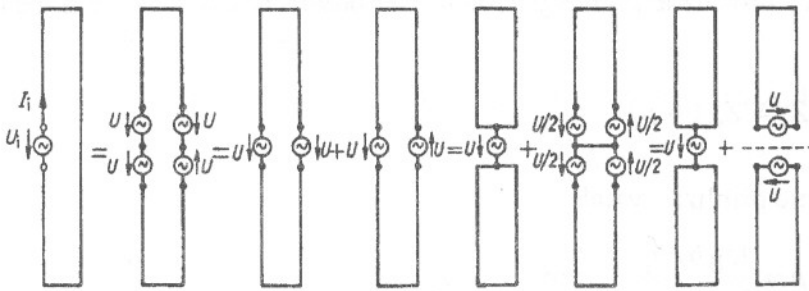 I₁ U U U U/2 U/2 U
U₁ = U U = U U + U U = U + U/2 U/2 = U + U